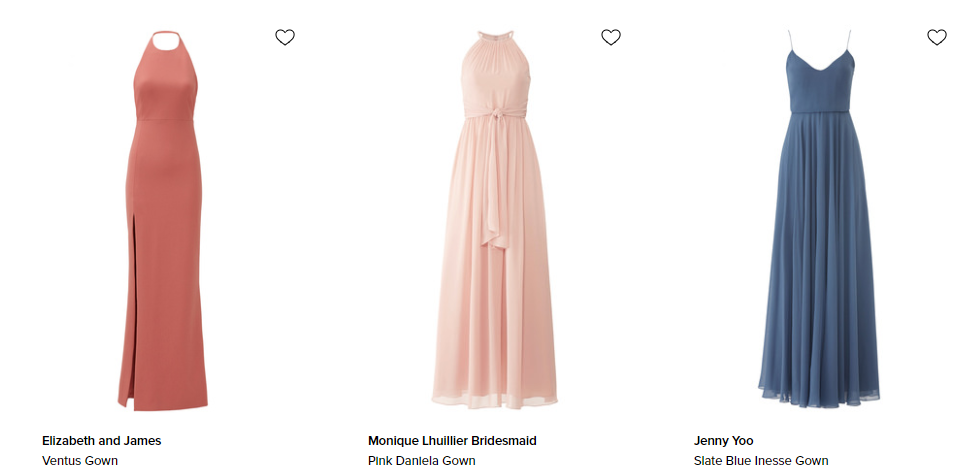 Elizabeth and James
Ventus Gown
Monique Lhuillier Bridesmaid
Pink Daniela Gown
Jenny Yoo
Slate Blue Inesse Gown